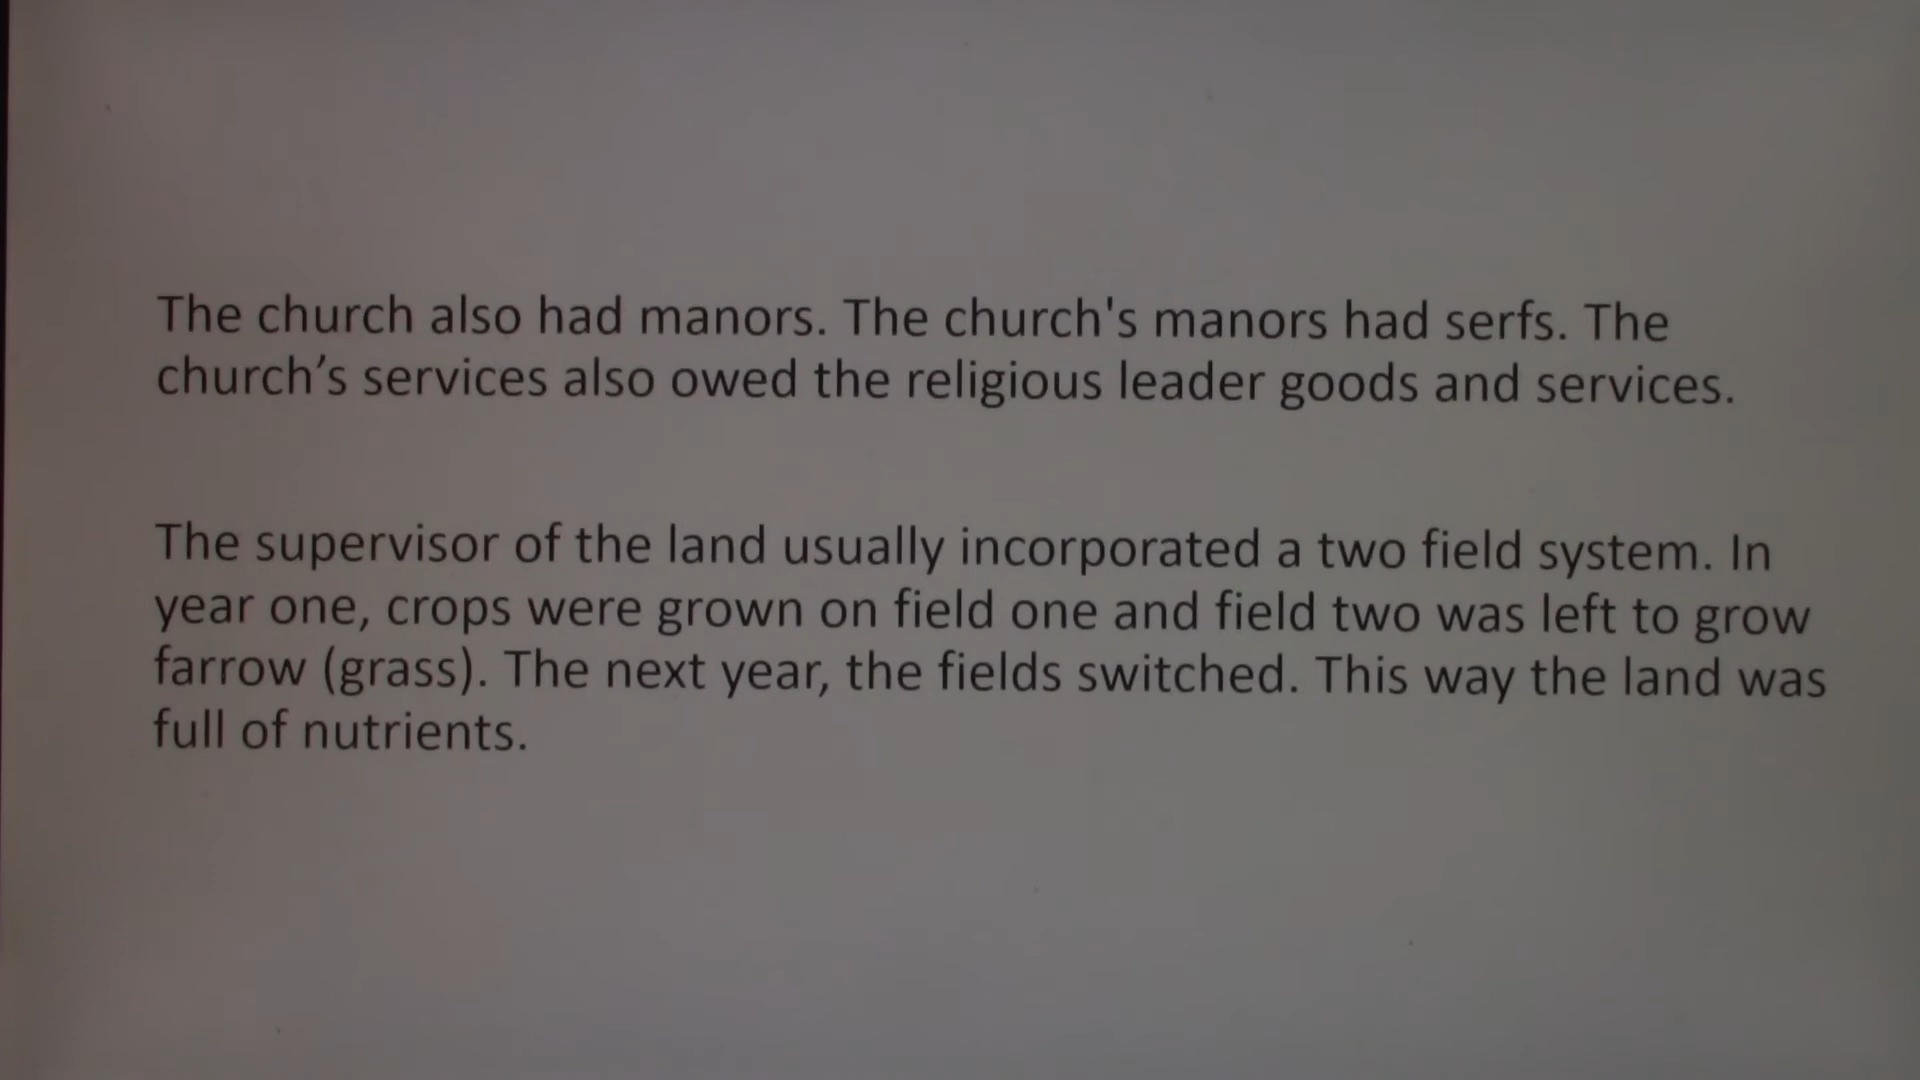 The church also had manors. The church's manors had serfs. The
church’s services also owed the religious leader goods and services.
The supervisor of the land usually incorporated a two field system. In
year one, crops were grown on field one and field two was left to grow
farrow (grass). The next year, the fields switched. This way the land was
full of nutrients.